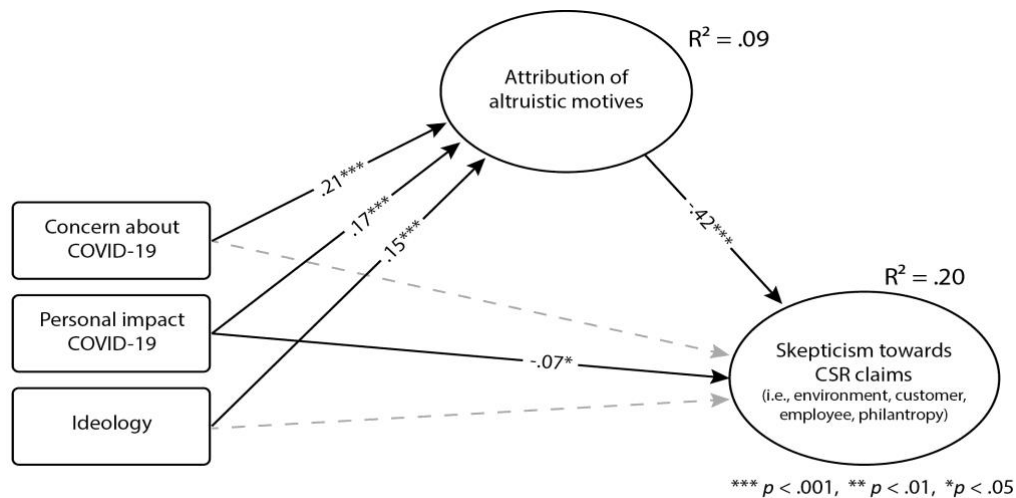 R² = .09
Attribution of
altruistic motives
.21***
.17***
.15***
-.42***
Concern about
COVID-19
Personal impact
COVID-19
Ideology
-.07*
R² = .20
Skepticism towards
CSR claims
(i.e., environment, customer,
employee, philantropy)
*** p < .001, ** p < .01, *p < .05